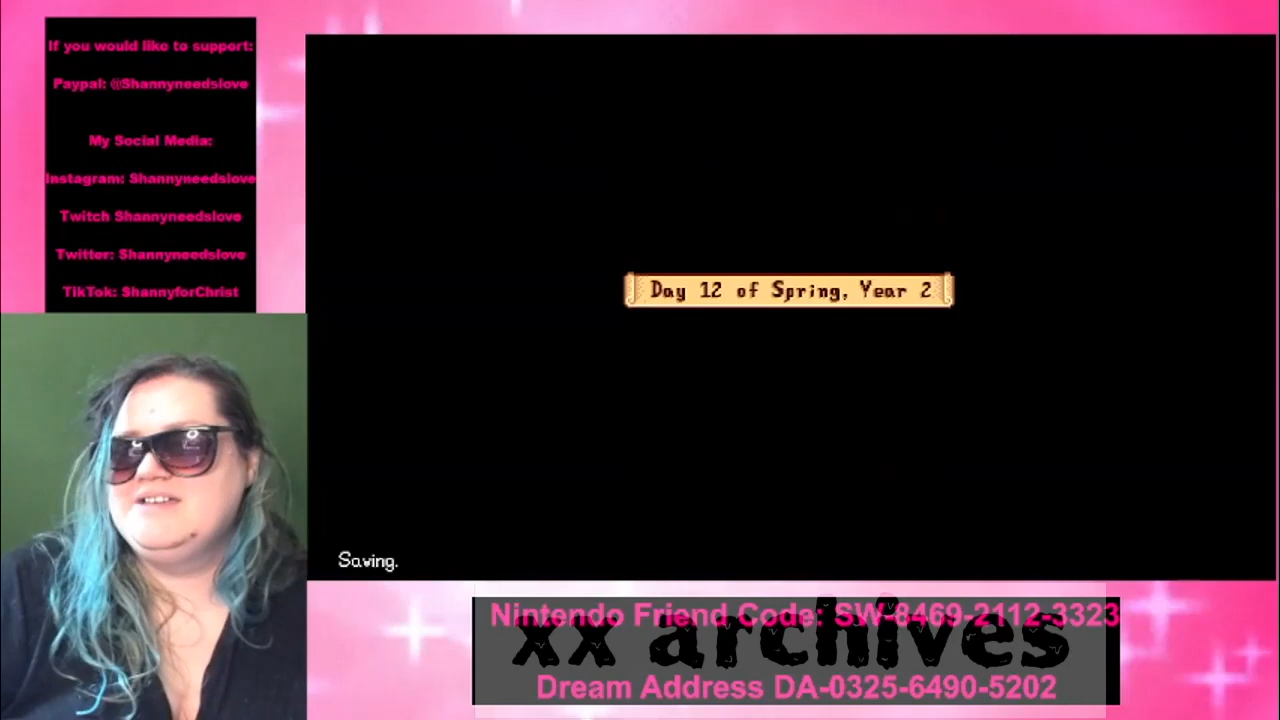 If you would like to support:
Paypal: @Shannyneedslove
My Social Media:
Instagram: Shannyneedslove
Twitch Shannyneedslove
Twitter: Shannyneedslove
TikTok: ShannyforChrist
Day 12 of Spring, Year 2
Saving.
Nintendo Friend Code: SW-8469-2112-3323
xx archives
Dream Address DA-0325-6490-5202